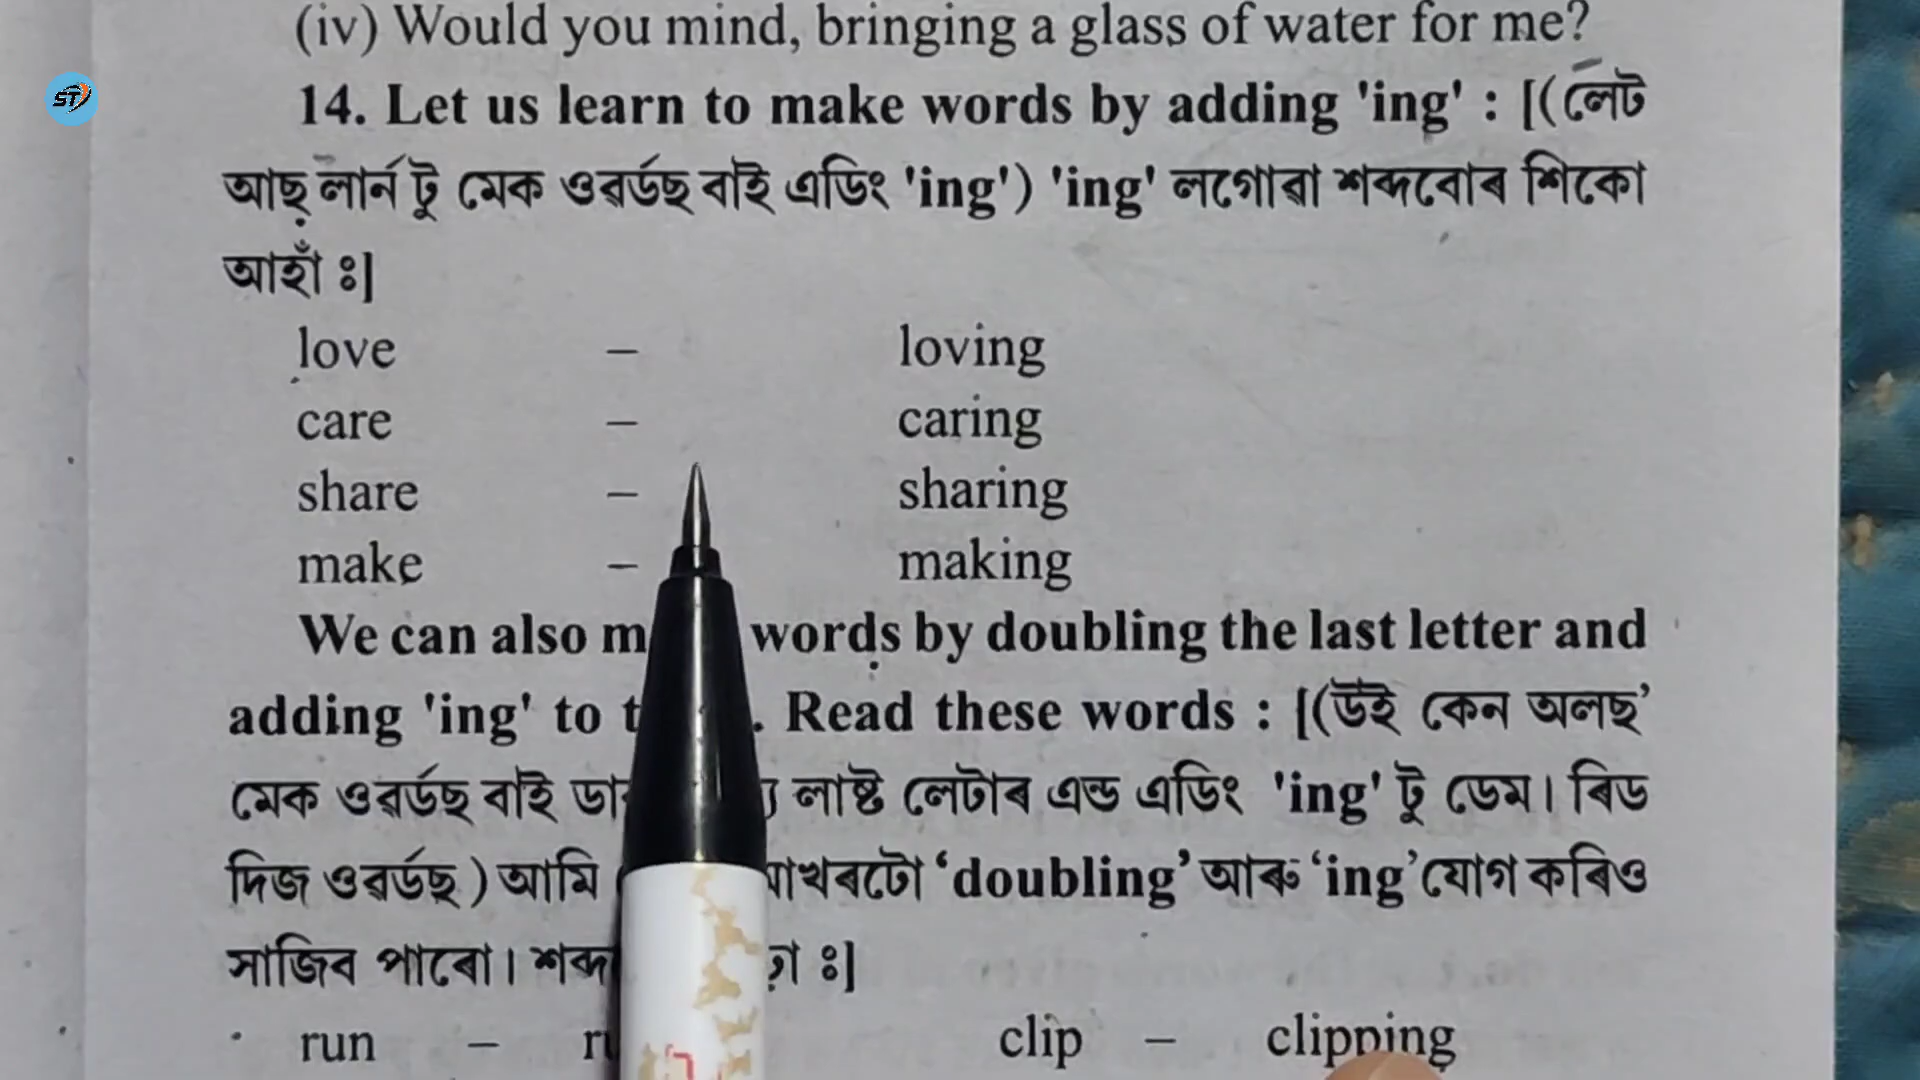 (iv) Would you mind, bringing a glass of water for me?
ST
14. Let us learn to make words by adding 'ing' : [(লেট
আছ্ লাৰ্ন টু মেক ওৱৰ্ডছ বাই এডিং 'ing') 'ing' লগোৱা শব্দবোৰ শিকো
আহাঁ ঃ]
love – loving
care – caring
share – sharing
make – making
We can also words by doubling the last letter and
adding 'ing' to Read these words : [(উই কেন অলছ’
মেক ওৱৰ্ডছ বাই লাষ্ট লেটাৰ এন্ড এডিং 'ing' টু ডেম। ৰিড
দিজ ওৱৰ্ডছ্) আমি ‘doubling’ আৰু ‘ing’ যোগ কৰিও
সাজিব পাৰো। ঃ]
run – clip – clipping